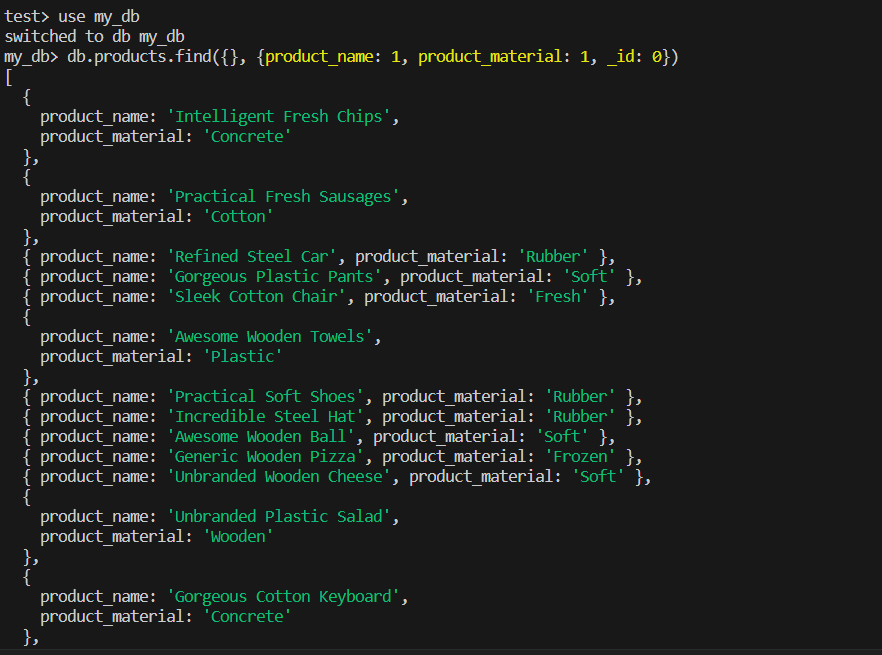 test> use my_db
switched to db my_db
my_db> db.products.find({}, {product_name: 1, product_material: 1, _id: 0})
[
  {
    product_name: 'Intelligent Fresh Chips',
    product_material: 'Concrete'
  },
  {
    product_name: 'Practical Fresh Sausages',
    product_material: 'Cotton'
  },
  { product_name: 'Refined Steel Car', product_material: 'Rubber' },
  { product_name: 'Gorgeous Plastic Pants', product_material: 'Soft' },
  { product_name: 'Sleek Cotton Chair', product_material: 'Fresh' },
  {
    product_name: 'Awesome Wooden Towels',
    product_material: 'Plastic'
  },
  { product_name: 'Practical Soft Shoes', product_material: 'Rubber' },
  { product_name: 'Incredible Steel Hat', product_material: 'Rubber' },
  { product_name: 'Awesome Wooden Ball', product_material: 'Soft' },
  { product_name: 'Generic Wooden Pizza', product_material: 'Frozen' },
  { product_name: 'Unbranded Wooden Cheese', product_material: 'Soft' },
  {
    product_name: 'Unbranded Plastic Salad',
    product_material: 'Wooden'
  },
  {
    product_name: 'Gorgeous Cotton Keyboard',
    product_material: 'Concrete'
  },